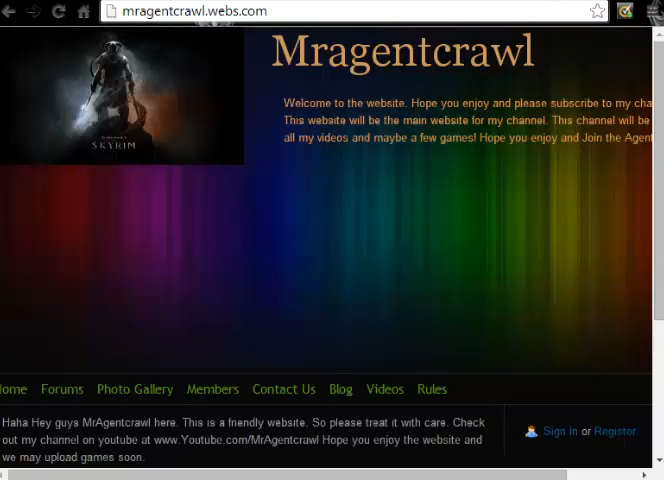 mragentcrawl.webs.com
Mragentcrawl
SKYRIM
Welcome to the website. Hope you enjoy and please subscribe to my cha
This website will be the main website for my channel. This channel will be
all my videos and maybe a few games! Hope you enjoy and Join the Agent
ome Forums Photo Gallery Members Contact Us Blog Videos Rules
Haha Hey guys MrAgentcrawl here. This is a friendly website. So please treat it with care. Check
out my channel on youtube at www.Youtube.com/MrAgentcrawl Hope you enjoy the website and
we may upload games soon.
Sign In or Register